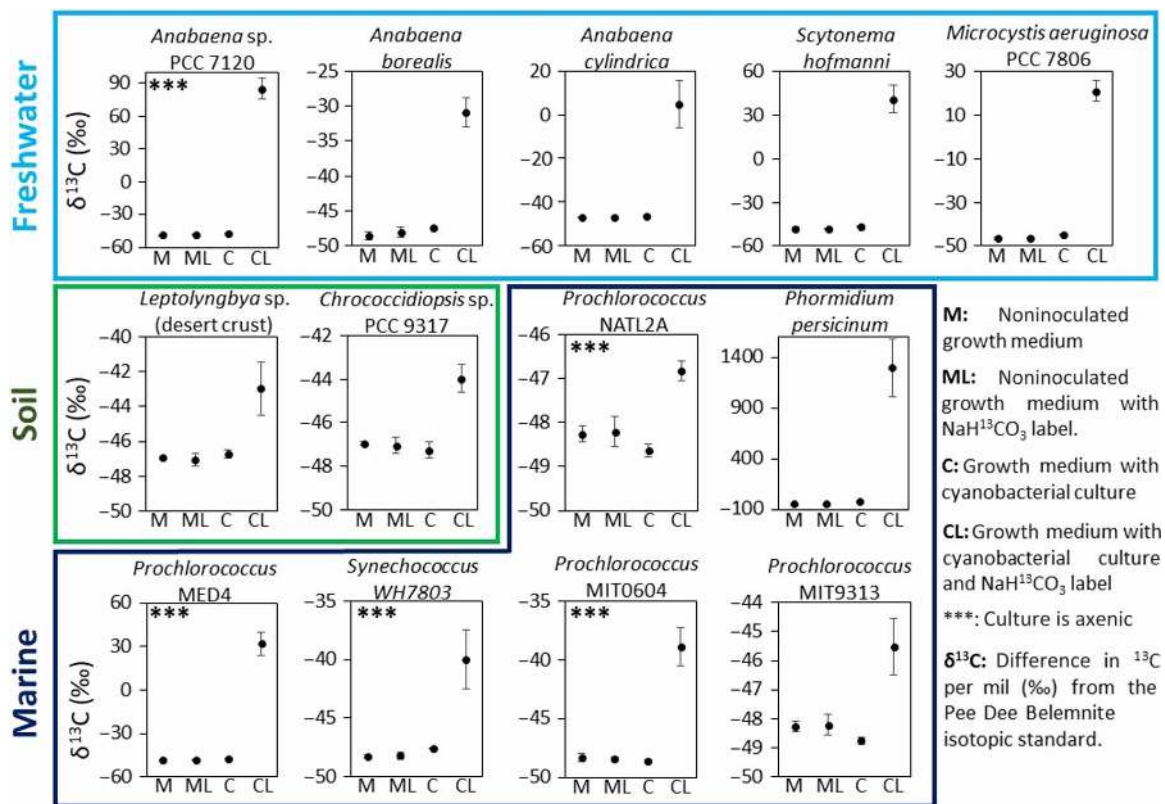 Freshwater
Anabaena sp.
PCC 7120
Anabaena
borealis
Anabaena
cylindrica
Scytonema
hofmanni
Microcystis aeruginosa
PCC 7806
δ13C (‰)
90
60
30
0
−30
−60
***
M ML C CL
−25
−30
−35
−40
−45
−50
M ML C CL
20
0
−20
−40
−60
M ML C CL
60
30
0
−30
−60
M ML C CL
30
10
−10
−30
−50
M ML C CL
Soil
Leptolyngbya sp.
(desert crust)
Chrococcidiopsis sp.
PCC 9317
δ13C (‰)
−40
−42
−44
−46
−48
−50
M ML C CL
−42
−44
−46
−48
−50
M ML C CL
Marine
Prochlorococcus
NATL2A
Phormidium
persicinum
−46
−47
−48
−49
−50
***
M ML C CL
1400
900
400
−100
M ML C CL
Prochlorococcus
MED4
Synechococcus
WH7803
Prochlorococcus
MIT0604
Prochlorococcus
MIT9313
δ13C (‰)
60
30
0
−30
−60
***
M ML C CL
−35
−40
−45
−50
***
M ML C CL
−35
−40
−45
−50
***
M ML C CL
−44
−45
−46
−47
−48
−49
−50
M ML C CL
M: Noninoculated
growth medium
ML: Noninoculated
growth medium with
NaH13CO3 label.
C: Growth medium with
cyanobacterial culture
CL: Growth medium with
cyanobacterial culture
and NaH13CO3 label
***: Culture is axenic
δ13C: Difference in 13C
per mil (‰) from the
Pee Dee Belemnite
isotopic standard.